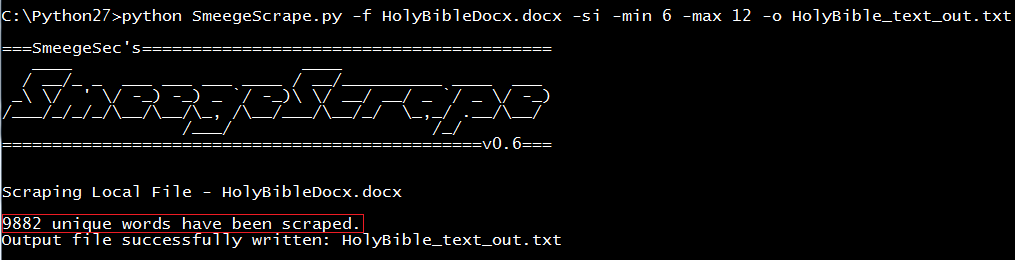 C:\Python27>python SmeegeScrape.py -f HolyBibleDocx.docx -si -min 6 -max 12 -o HolyBible_text_out.txt
===SmeegeSec's=========================================
SmeegeScrape
================================================v0.6===
Scraping Local File - HolyBibleDocx.docx
9882 unique words have been scraped.
Output file successfully written: HolyBible_text_out.txt